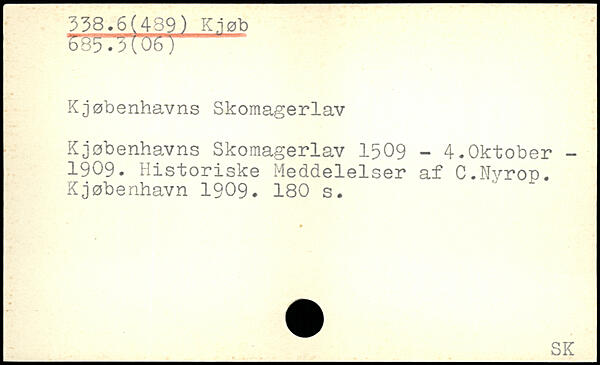 338.6(489) Kjøb
685.3(06)
Kjøbenhavns Skomagerlav
Kjøbenhavns Skomagerlav 1509 - 4.Oktober -
1909. Historiske Meddelelser af C.Nyrop.
Kjøbenhavn 1909. 180 s.
SK